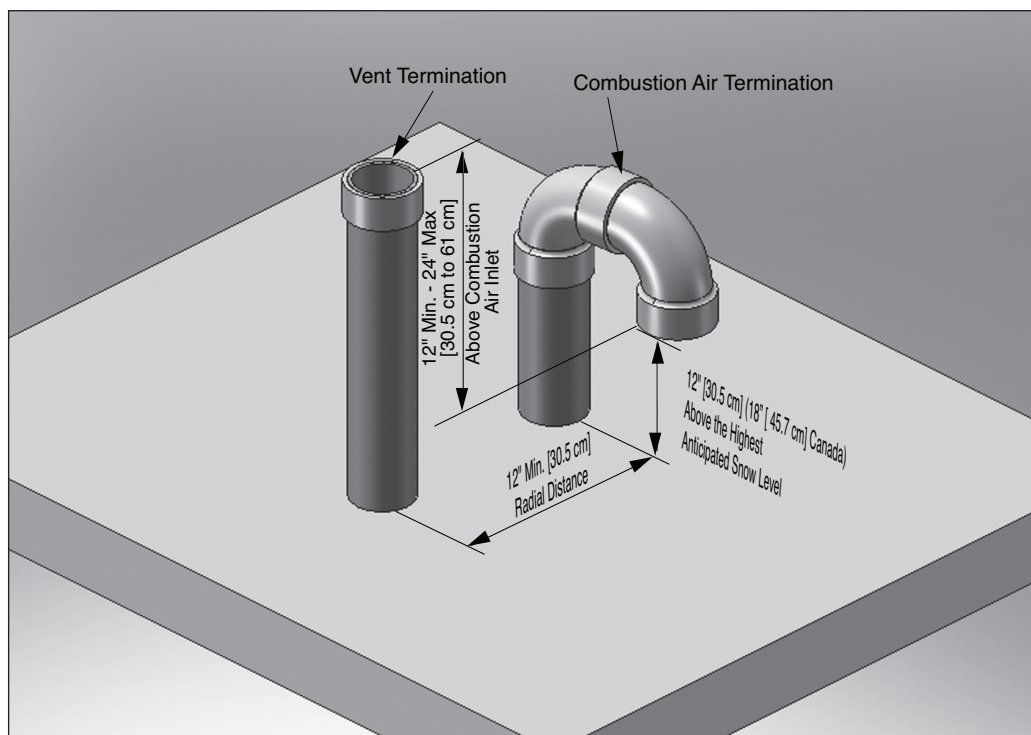 Vent Termination
Combustion Air Termination
12" Min. - 24" Max
[30.5 cm to 61 cm]
Above Combustion
Air Inlet
12" [30.5 cm] (18" [ 45.7 cm] Canada)
Above the Highest
Anticipated Snow Level
12" Min. [30.5 cm]
Radial Distance